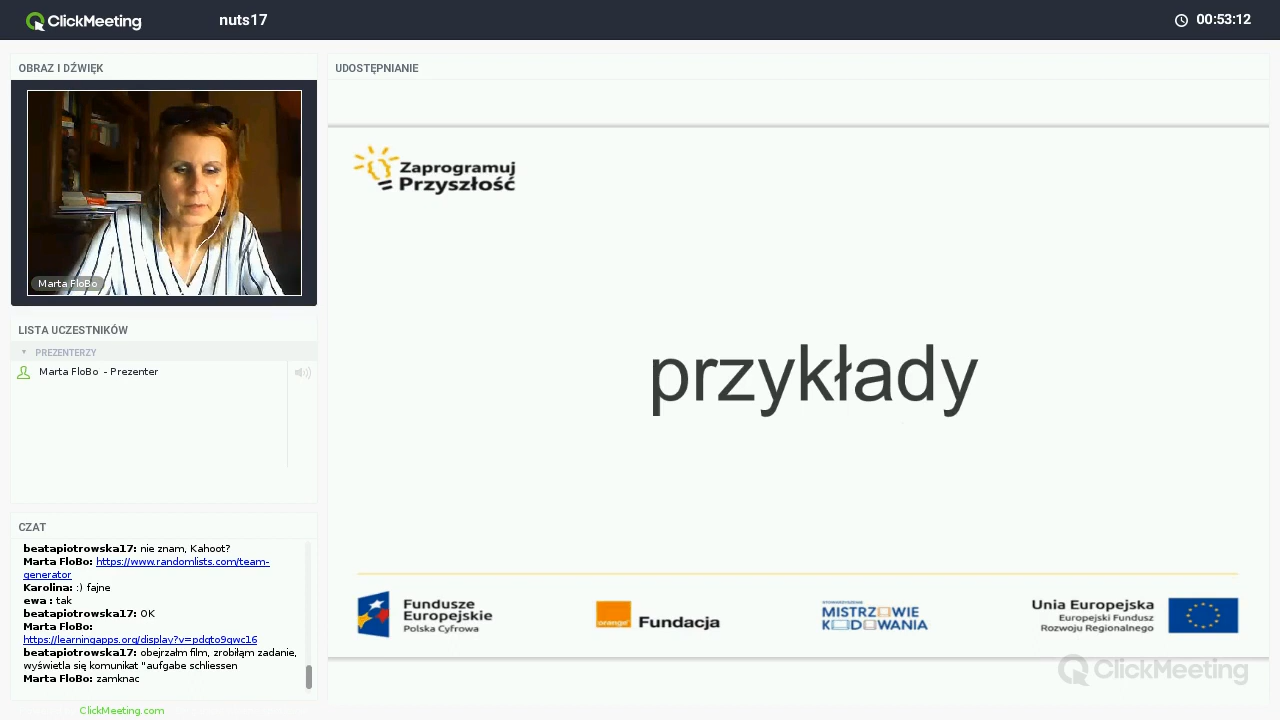 ClickMeeting
nuts17
00:53:12
OBRAZ I DŹWIĘK
Marta FloBo
LISTA UCZESTNIKÓW
PREZENTERZY
Marta FloBo - Prezenter
CZAT
beatapiotrowska17: nie znam, Kahoot?
Marta FloBo: https://www.randomlists.com/team-
generator
Karolina: :) fajne
ewa : tak
beatapiotrowska17: OK
Marta FloBo:
https://learningapps.org/display?v=pdqto9qwc16
beatapiotrowska17: obejrzałm film, zrobiłąm zadanie,
wyświetla się komunikat "aufgabe schliessen
Marta FloBo: zamknac
ClickMeeting.com
UDOSTĘPNIANIE
Zaprogramuj
Przyszłość
przykłady
Fundusze
Europejskie
Polska Cyfrowa
orange
Fundacja
STOWARZYSZENIE
MISTRZOWIE
KODOWANIA
Unia Europejska
Europejski Fundusz
Rozwoju Regionalnego
ClickMeeting